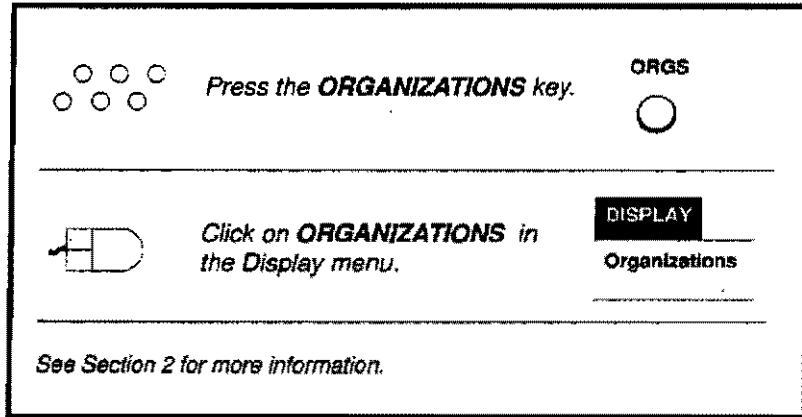 Press the ORGANIZATIONS key.
ORGS
Click on ORGANIZATIONS in
the Display menu.
DISPLAY
Organizations
See Section 2 for more information.